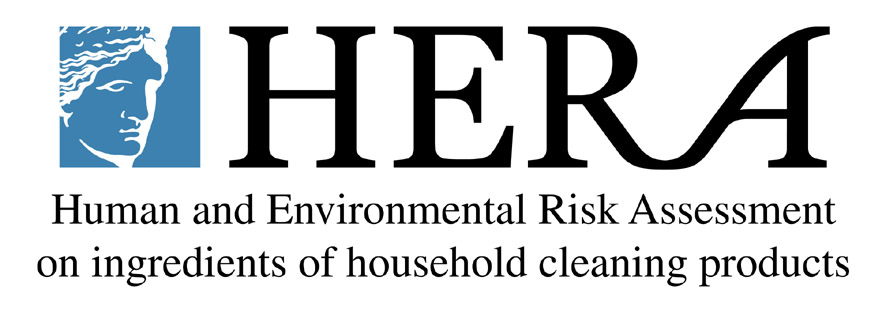 HERA
Human and Environmental Risk Assessment
on ingredients of household cleaning products